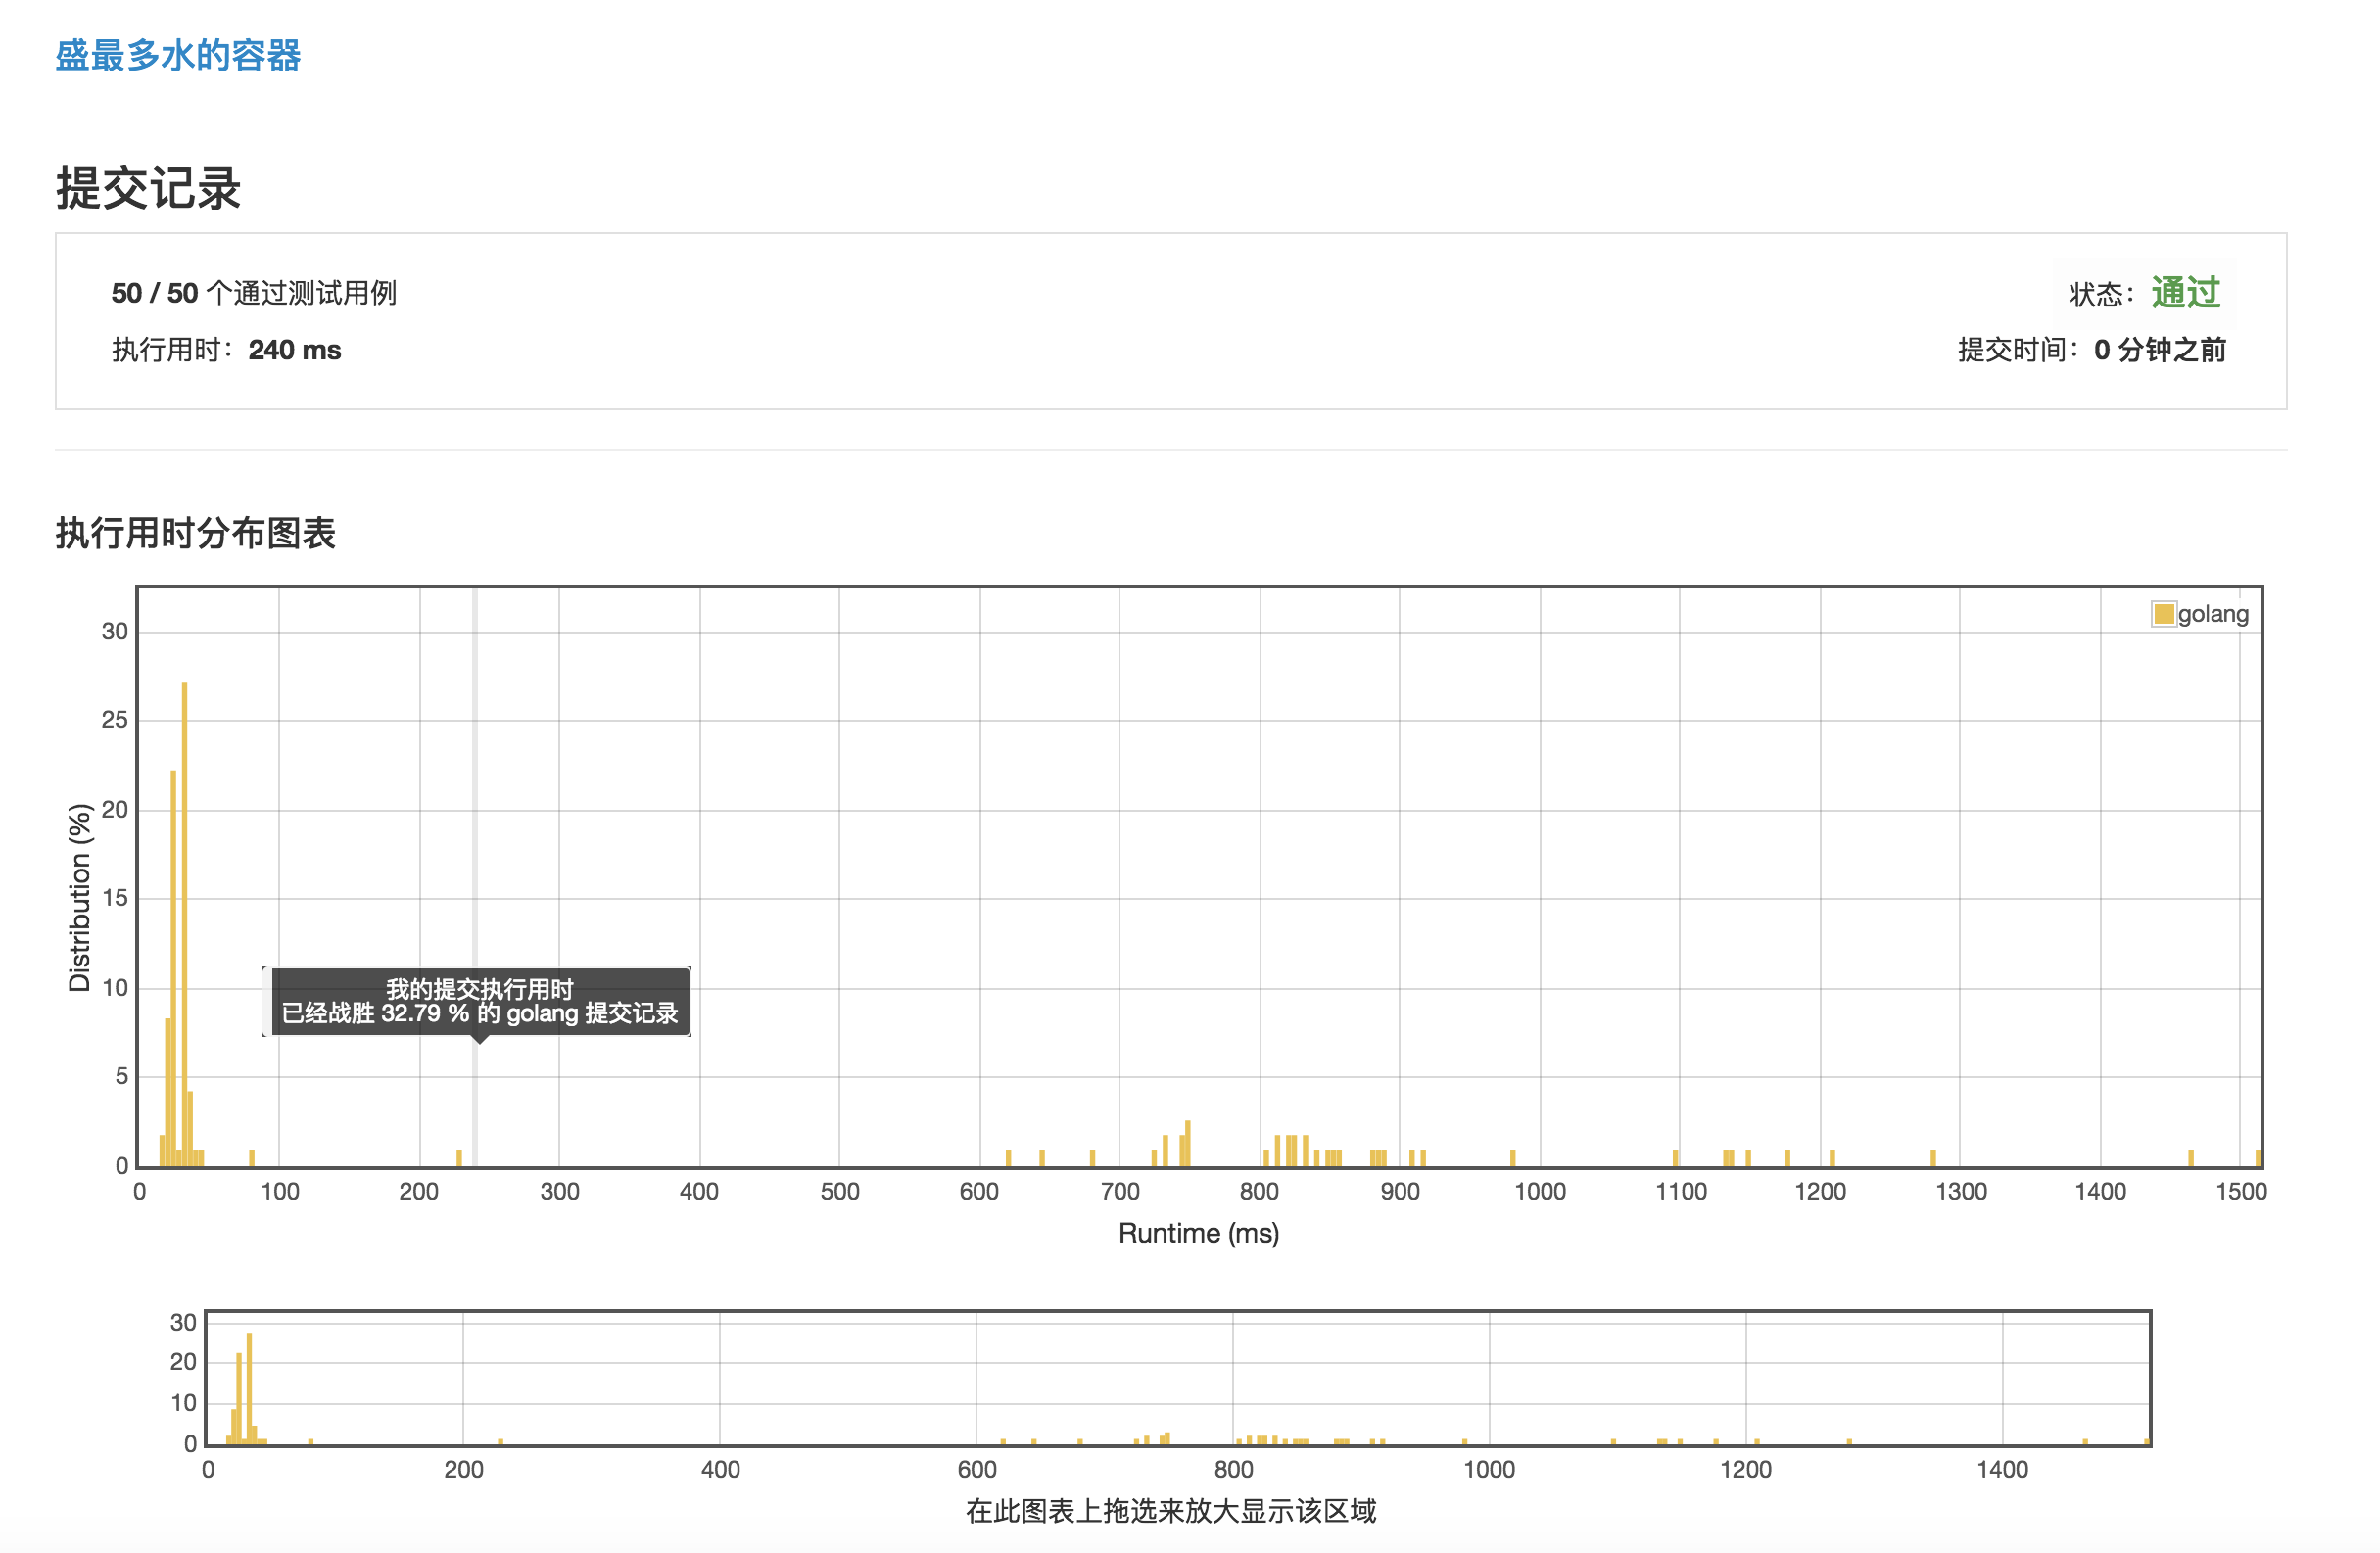 盛最多水的容器
提交记录
50 / 50 个通过测试用例
状态：通过
执行用时：240 ms
提交时间：0 分钟之前
执行用时分布图表
golang
30
25
20
15
10
5
0
Distribution (%)
我的提交执行用时
已经战胜 32.79 % 的 golang 提交记录
0 100 200 300 400 500 600 700 800 900 1000 1100 1200 1300 1400 1500
Runtime (ms)
30
20
10
0
0 200 400 600 800 1000 1200 1400
在此图表上拖选来放大显示该区域